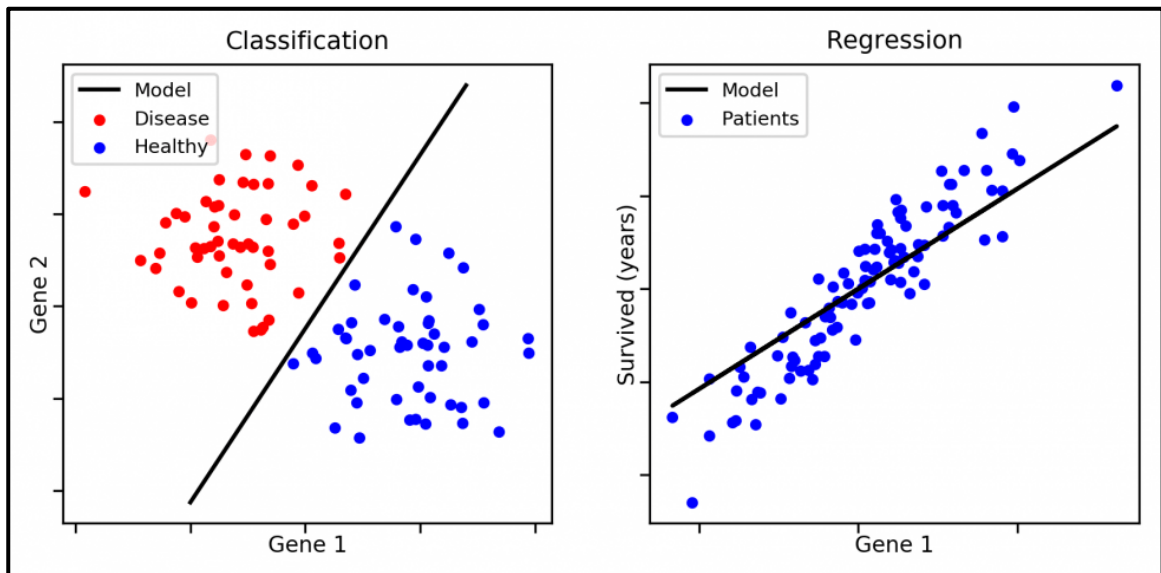 Classification
Model
Disease
Healthy
Gene 2
Gene 1
Regression
Model
Patients
Survived (years)
Gene 1